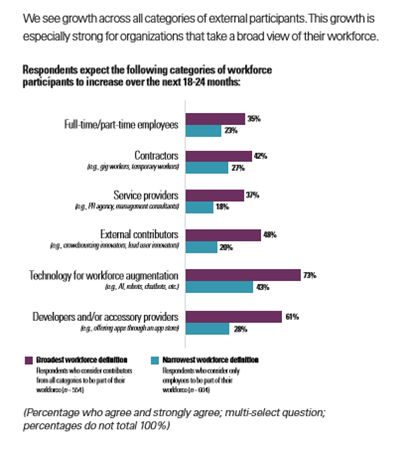 We see growth across all categories of external participants. This growth is
especially strong for organizations that take a broad view of their workforce.
Respondents expect the following categories of workforce
participants to increase over the next 18-24 months:
Full-time/part-time employees
35%
23%
Contractors
(e.g., gig workers, temporary workers)
42%
27%
Service providers
(e.g., PR agency, management consultants)
37%
18%
External contributors
(e.g., crowdsourcing innovators, lead user innovators)
48%
20%
Technology for workforce augmentation
(e.g., AI, robots, chatbots, etc.)
73%
43%
Developers and/or accessory providers
(e.g., offering apps through an app store)
61%
28%
Broadest workforce definition
Respondents who consider contributors
from all categories to be part of their
workforce (n = 554)
Narrowest workforce definition
Respondents who consider only
employees to be part of their
workforce (n = 604)
(Percentage who agree and strongly agree; multi-select question;
percentages do not total 100%)